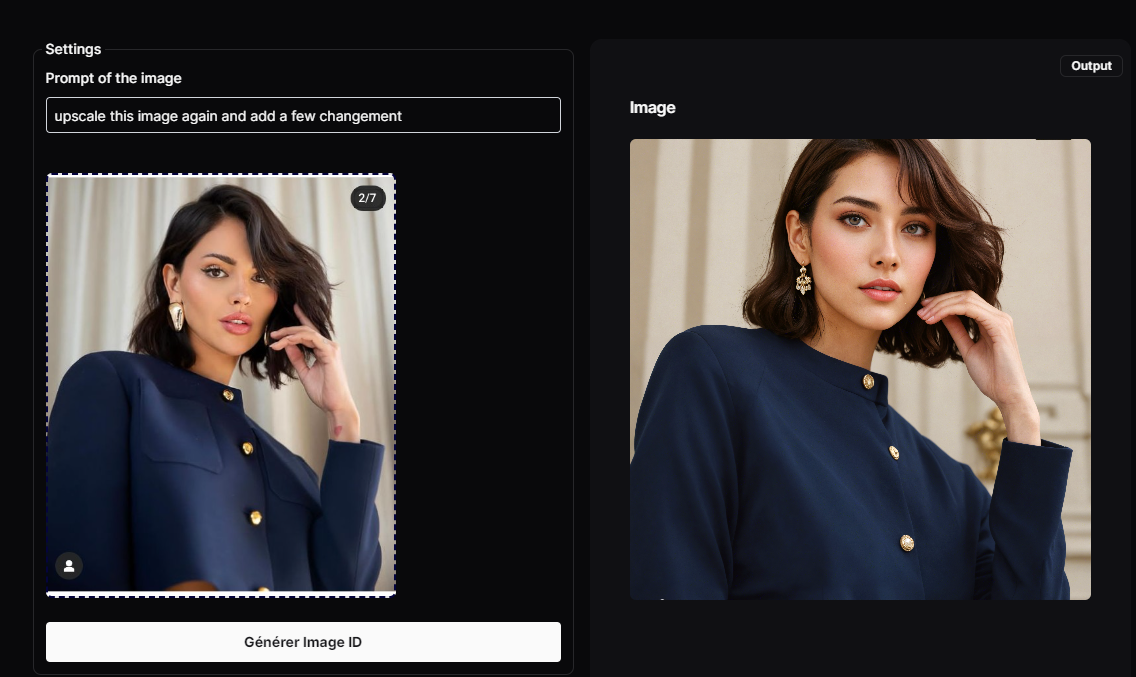 Settings
Prompt of the image
upscale this image again and add a few changement
2/7
Générer Image ID
Output
Image